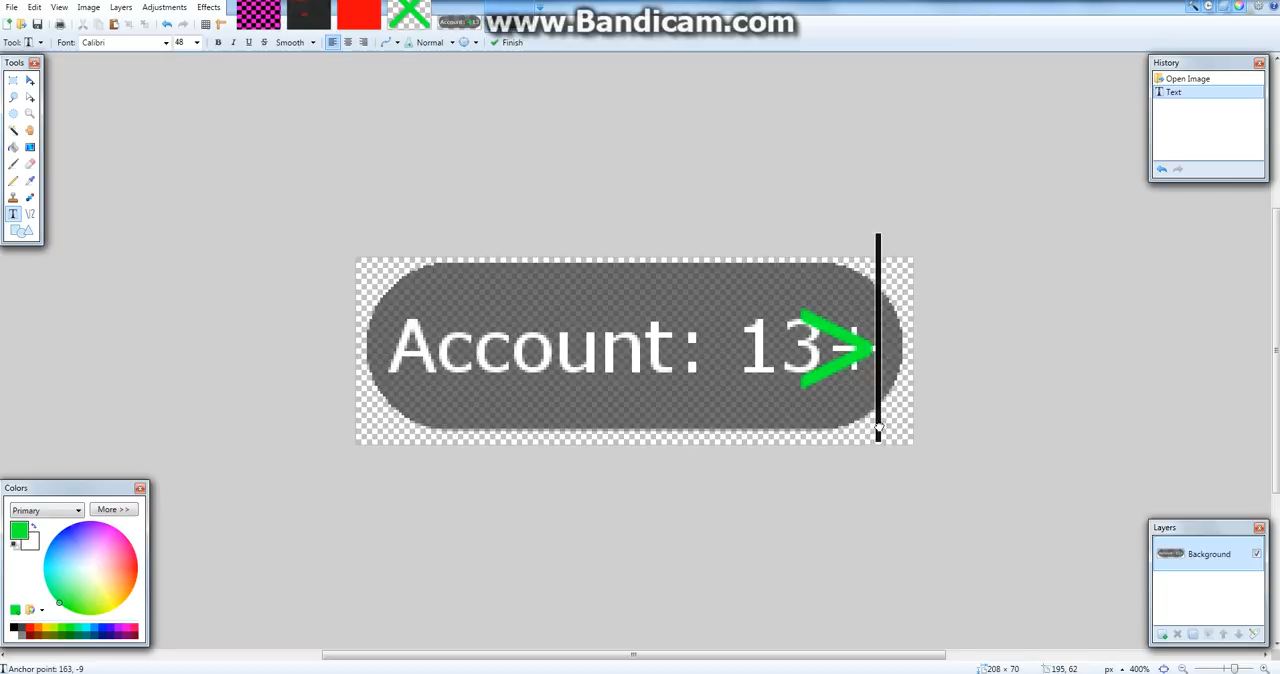 File Edit View Image Layers Adjustments Effects
www.Bandicam.com
Tool: T Font: Calibri 48 B I U S Smooth Normal Finish
Tools
History
Open Image
Text
Account: 13+
>
Colors
Primary
More >>
Layers
Background
Anchor point: 163, -9
208 × 70
195, 62
px
400%